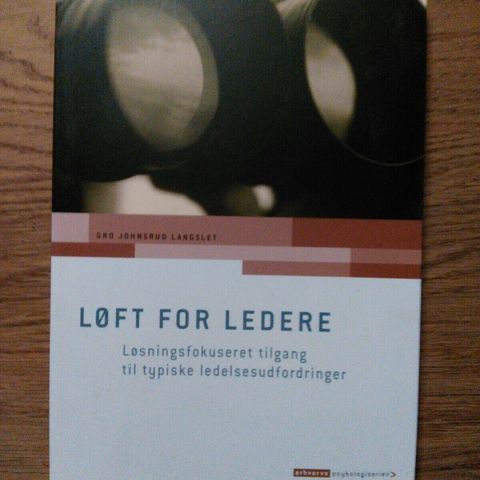 GRO JOHNSRUD LANGSLET
LØFT FOR LEDERE
Løsningsfokuseret tilgang
til typiske ledelsesudfordringer
erhvervs psykologiserien>